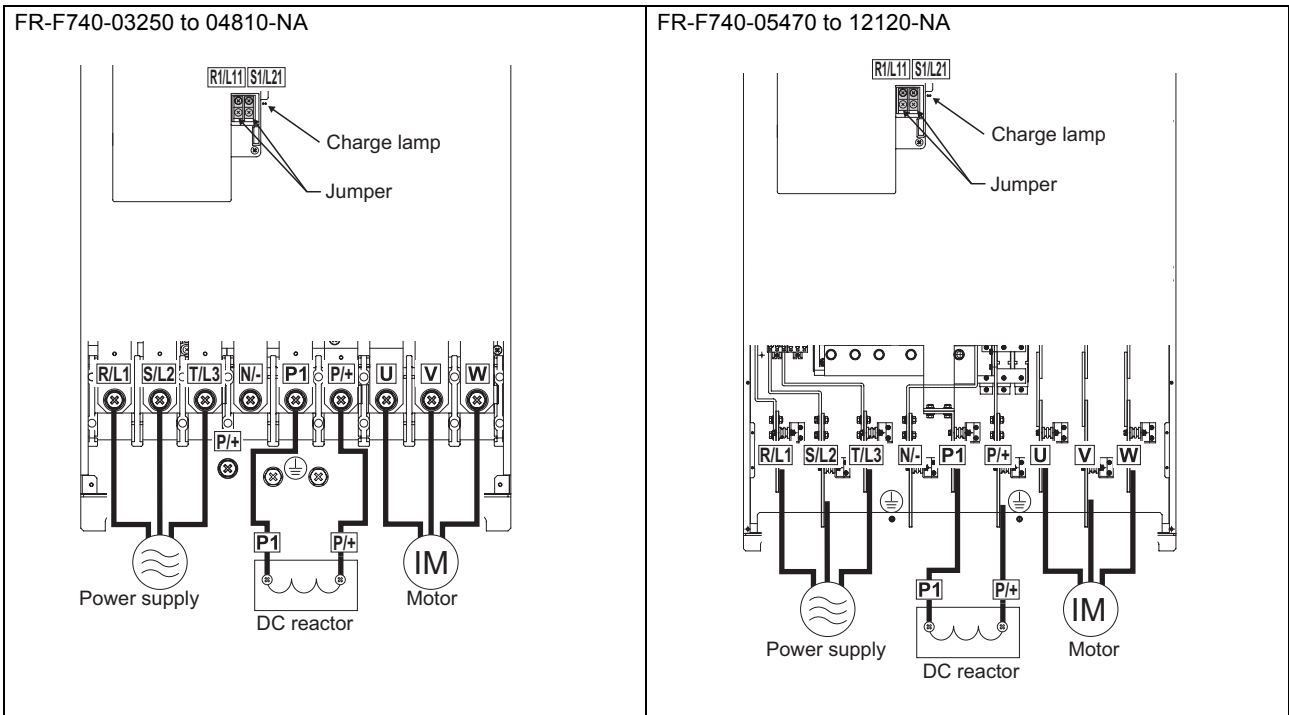 FR-F740-03250 to 04810-NA
R1/L11 S1/L21
Charge lamp
Jumper
R/L1 S/L2 T/L3 N/- P1 P/+ U V W
P/+
P1 P/+
IM
Power supply
Motor
DC reactor
FR-F740-05470 to 12120-NA
R1/L11 S1/L21
Charge lamp
Jumper
R/L1 S/L2 T/L3 N/- P1 P/+ U V W
P1 P/+
IM
Power supply
Motor
DC reactor